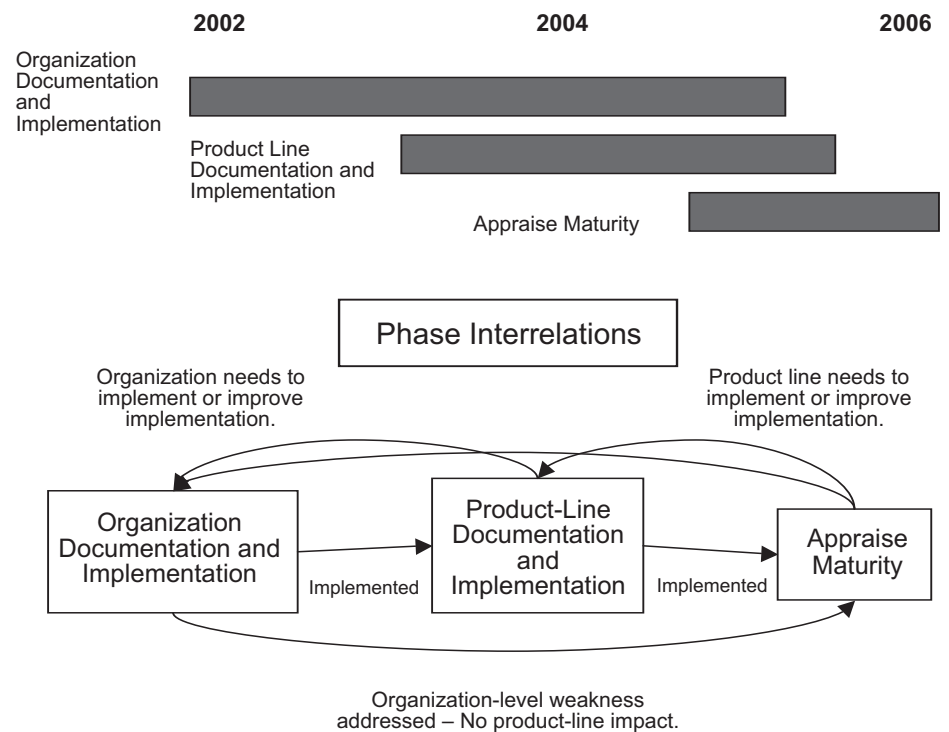 2002 2004 2006
Organization
Documentation
and
Implementation
Product Line
Documentation and
Implementation
Appraise Maturity
Phase Interrelations
Organization needs to
implement or improve
implementation.
Product line needs to
implement or improve
implementation.
Organization
Documentation and
Implementation
Implemented
Product-Line
Documentation
and
Implementation
Implemented
Appraise
Maturity
Organization-level weakness
addressed – No product-line impact.